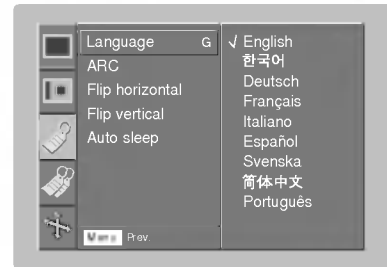 Language G
ARC
Flip horizontal
Flip vertical
Auto sleep
√ English
한국어
Deutsch
Français
Italiano
Español
Svenska
简体中文
Português
Prev.